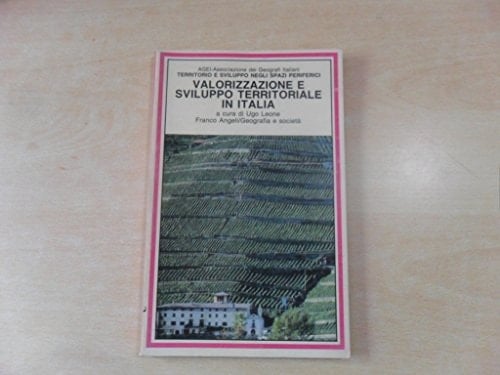 AGEI-Associazione dei Geografi Italiani
TERRITORIO E SVILUPPO NEGLI SPAZI PERIFERICI
VALORIZZAZIONE E
SVILUPPO TERRITORIALE
IN ITALIA
a cura di Ugo Leone
Franco Angeli/Geografia e società